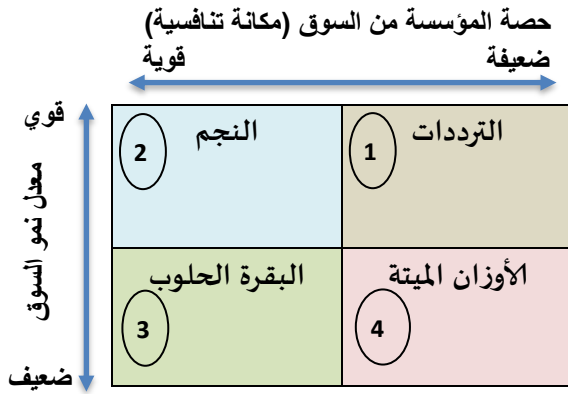 حصة المؤسسة من السوق (مكانة تنافسية)
ضعيفة قوية
قوي
معدل نمو السوق
ضعيف
الترددات
1
النجم
2
الأوزان الميتة
4
البقرة الحلوب
3